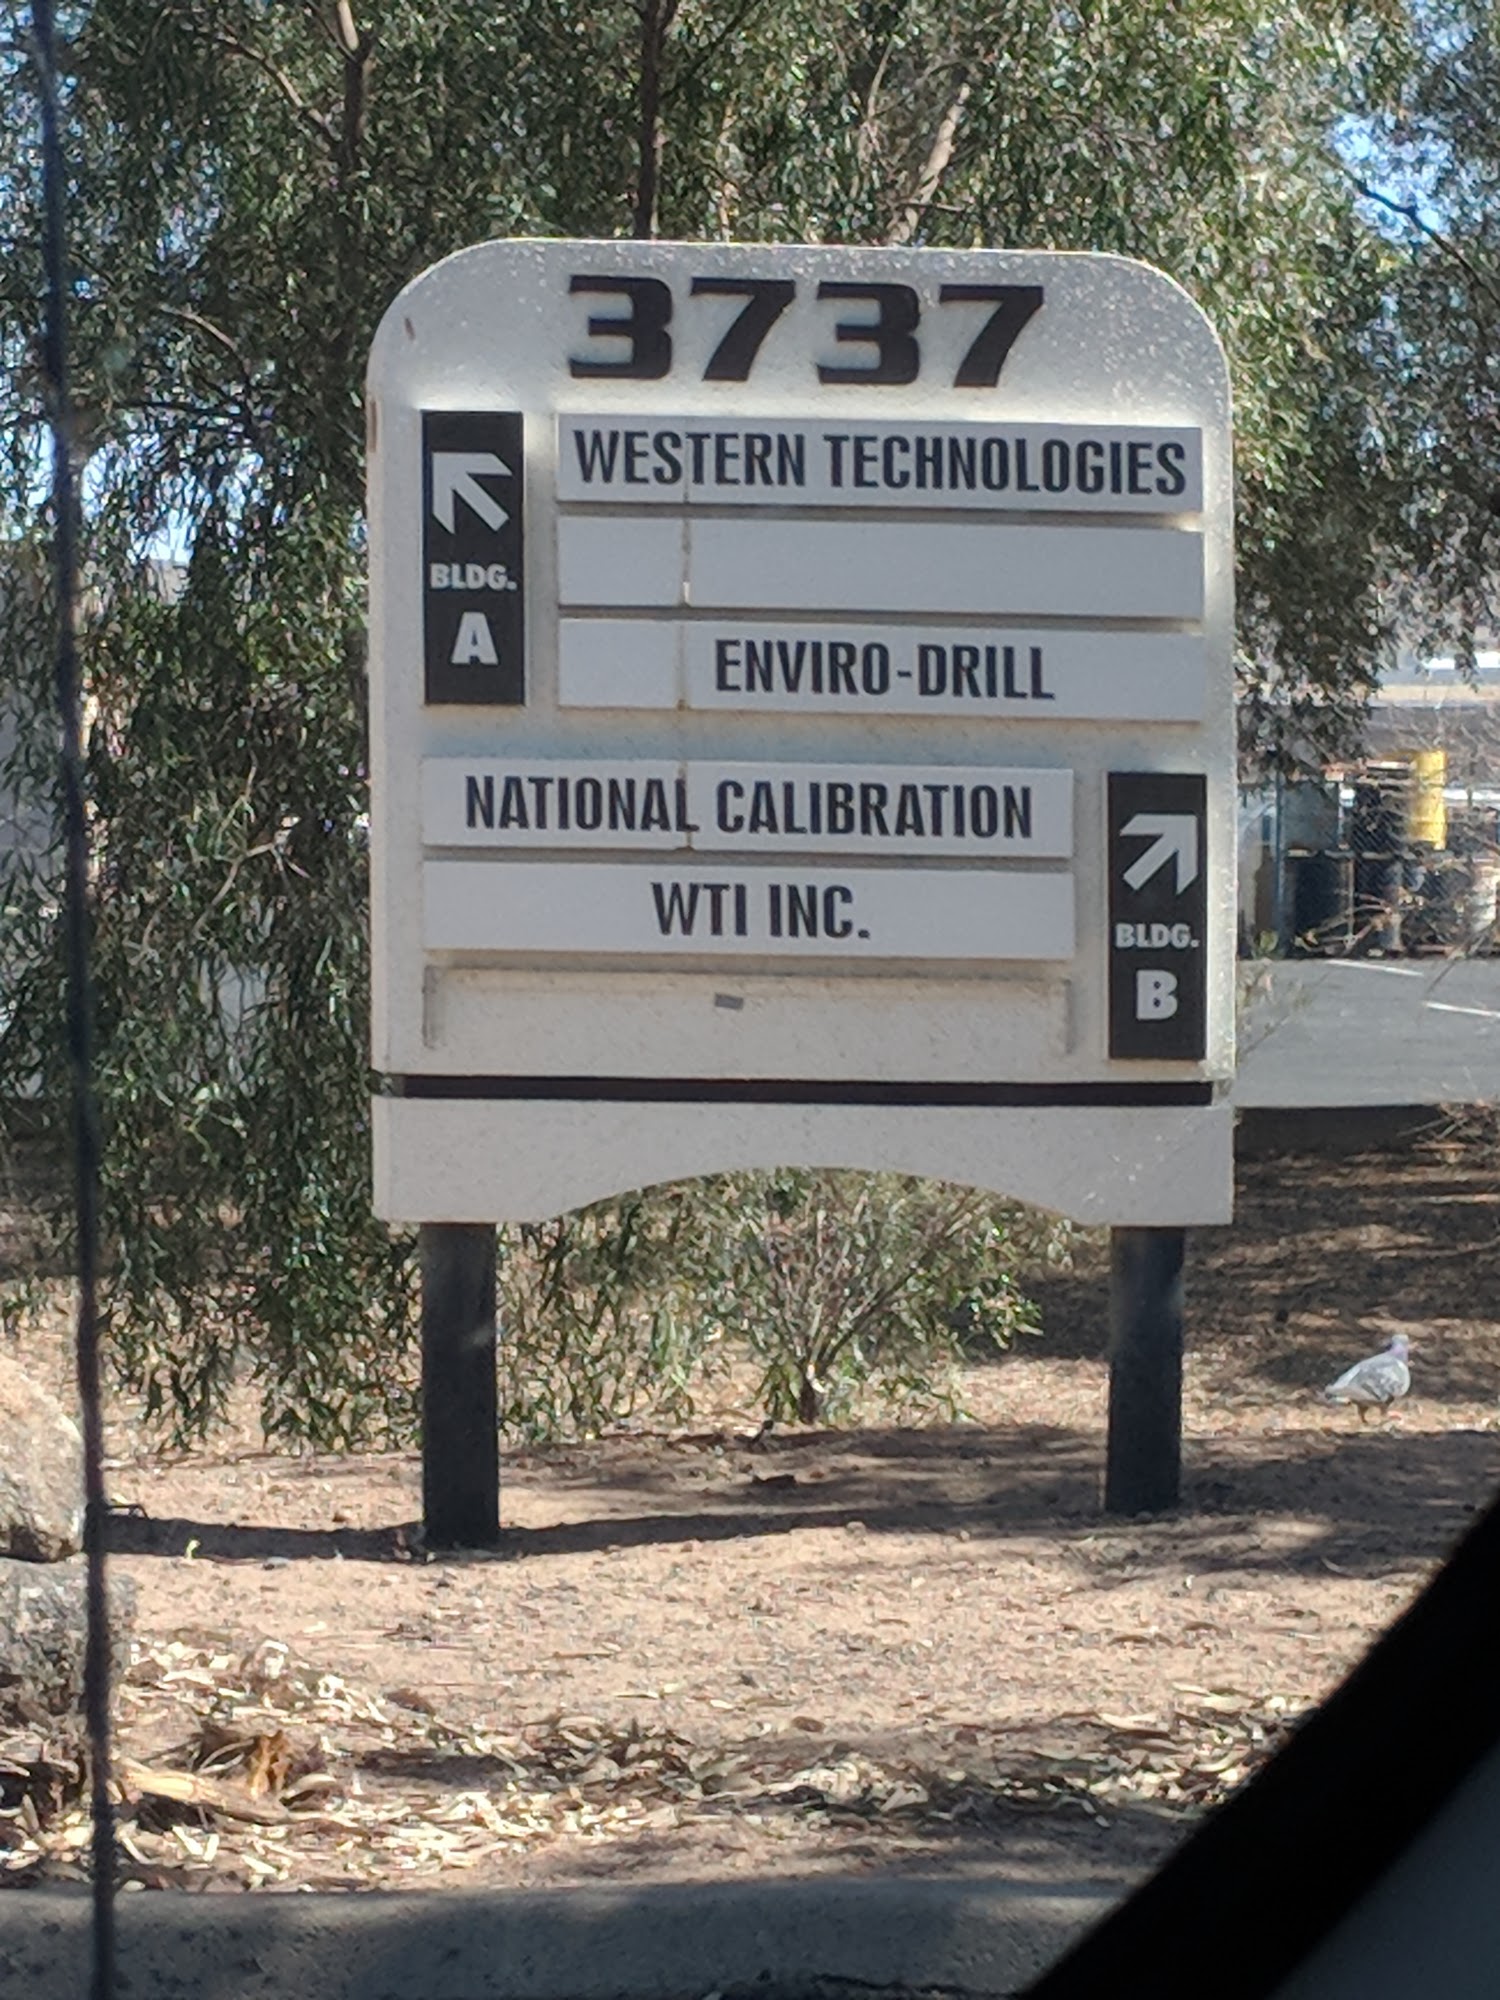 3737
WESTERN TECHNOLOGIES
BLDG.
A
ENVIRO-DRILL
NATIONAL CALIBRATION
WTI INC.
BLDG.
B